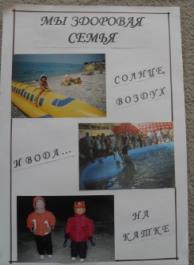 МЫ ЗДОРОВАЯ
СЕМЬЯ
СОЛНЦЕ,
ВОЗДУХ
И ВОДА...
НА
КАТКЕ